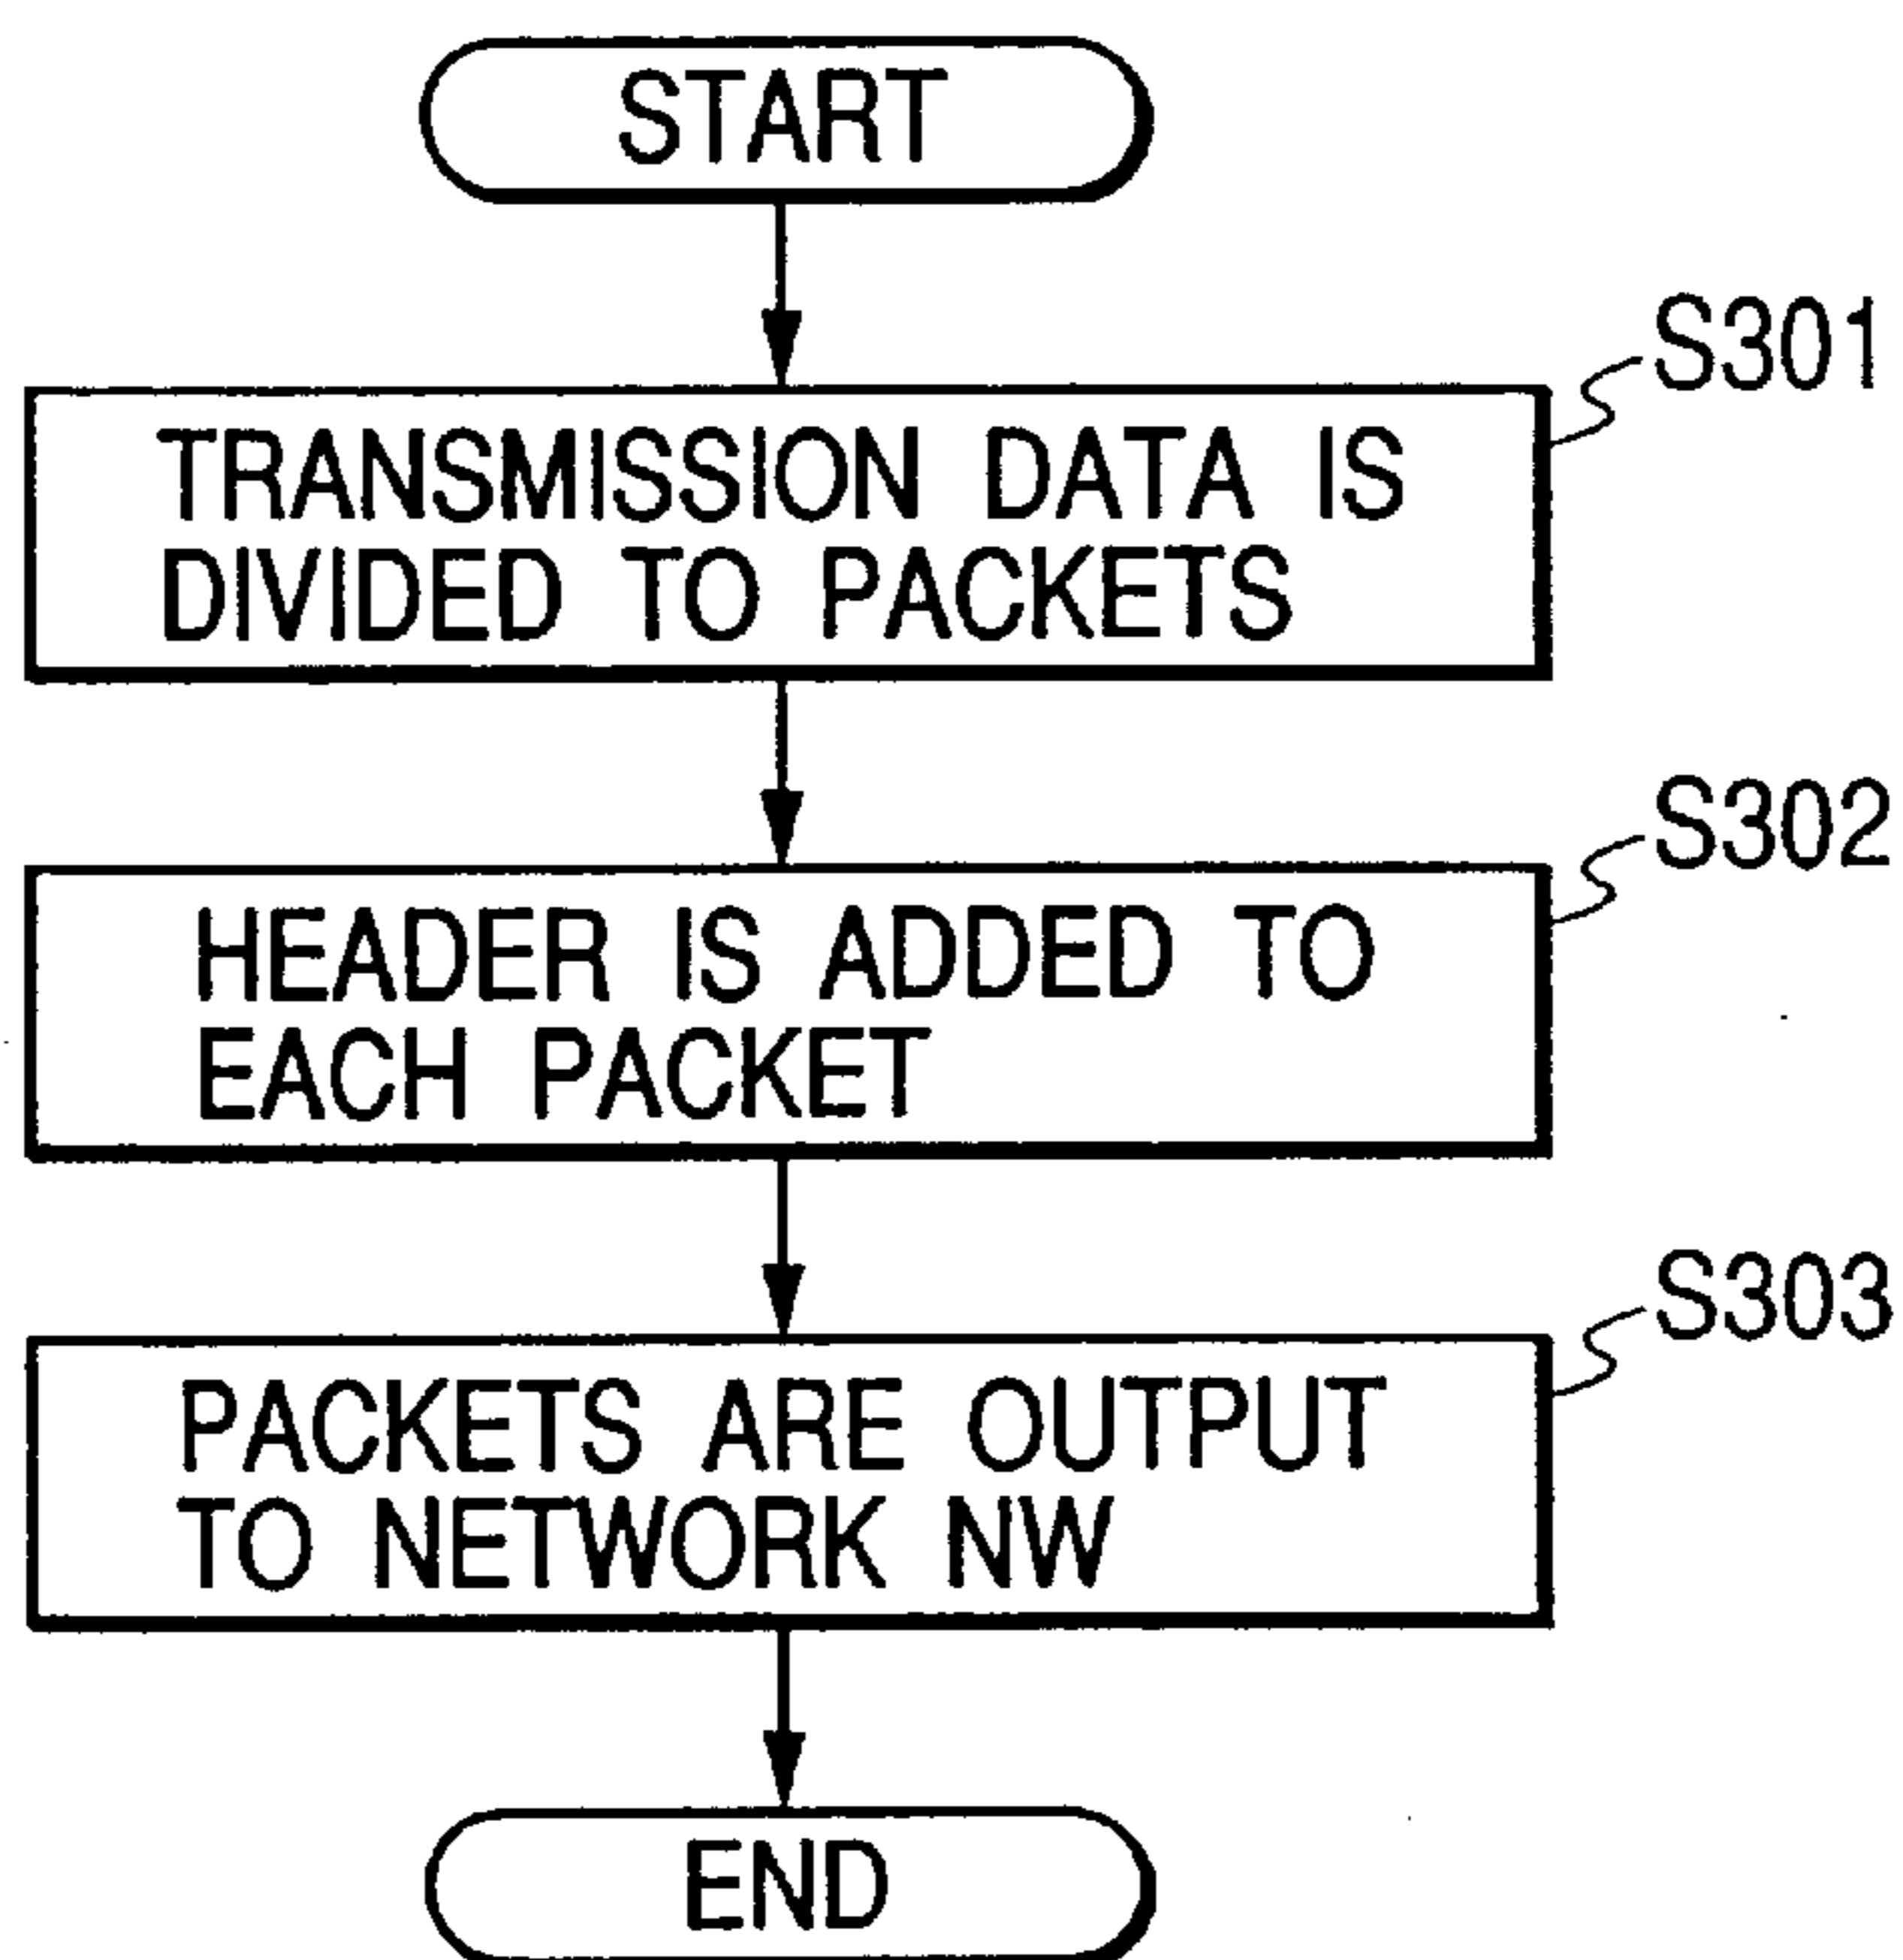 START
S301
TRANSMISSION DATA IS
DIVIDED TO PACKETS
S302
HEADER IS ADDED TO
EACH PACKET
S303
PACKETS ARE OUTPUT
TO NETWORK NW
END